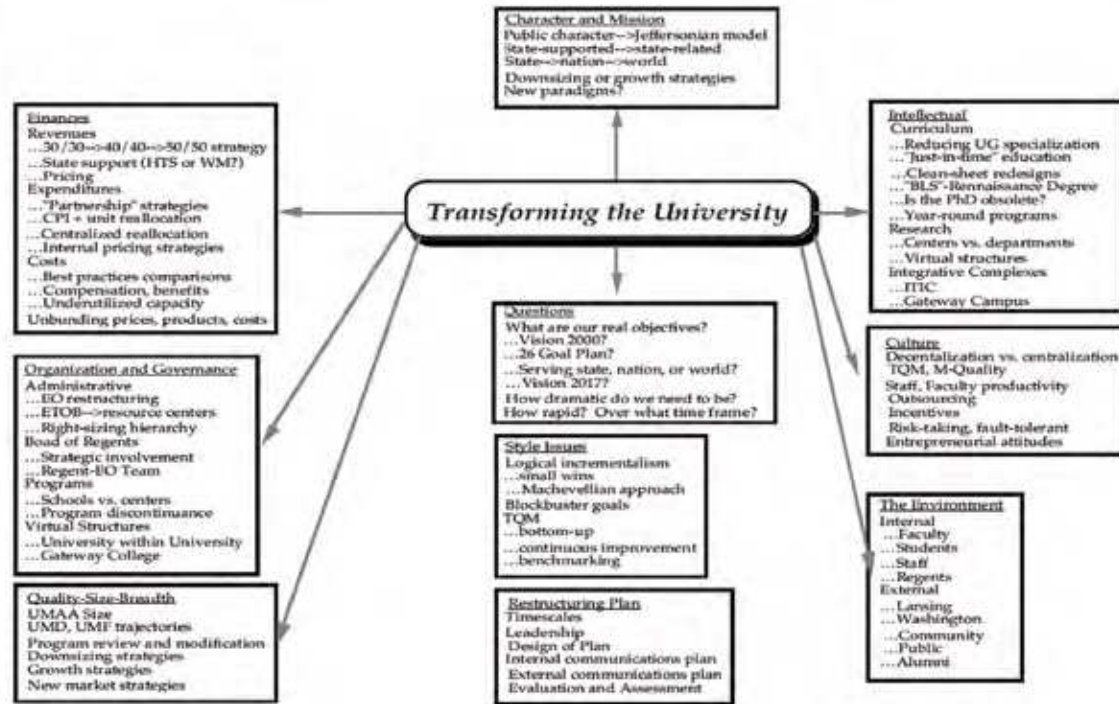 Character and Mission
Public character-->Jeffersonian model
State-supported-->state-related
State-->nation-->world
Downsizing or growth strategies
New paradigms?
Finances
Revenues
...30/30-->40/40-->50/50 strategy
...State support (HTS or WM?)
...Pricing
Expenditures
..."Partnership" strategies
...CPI + unit reallocation
...Centralized reallocation
...Internal pricing strategies
Costs
...Best practices comparisons
...Compensation, benefits
...Underutilized capacity
Unbunding prices, products, costs
Transforming the University
Intellectual
Curriculum
...Reducing UG specialization
..."Just-in-time" education
...Clean-sheet redesigns
..."BLS"-Rennaissance Degree
...Is the PhD obsolete?
...Year-round programs
Research
...Centers vs. departments
...Virtual structures
Integrative Complexes
...ITIC
...Gateway Campus
Questions
What are our real objectives?
...Vision 2000?
...26 Goal Plan?
...Serving state, nation, or world?
...Vision 2017?
How dramatic do we need to be?
How rapid? Over what time frame?
Organization and Governance
Administrative
...EO restructuring
...ETOB-->resource centers
...Right-sizing hierarchy
Boad of Regents
...Strategic involvement
...Regent-EO Team
Programs
...Schools vs. centers
...Program discontinuance
Virtual Structures
...University within University
...Gateway College
Culture
Decentalization vs. centralization
TQM, M-Quality
Staff, Faculty productivity
Outsourcing
Incentives
Risk-taking, fault-tolerant
Entrepreneurial attitudes
Style Issues
Logical incrementalism
...small wins
...Machevellian approach
Blockbuster goals
TQM
...bottom-up
...continuous improvement
...benchmarking
The Environment
Internal
...Faculty
...Students
...Staff
...Regents
External
...Lansing
...Washington
...Community
...Public
...Alumni
Quality-Size-Breadth
UMAA Size
UMD, UMF trajectories
Program review and modification
Downsizing strategies
Growth strategies
New market strategies
Restructuring Plan
Timescales
Leadership
Design of Plan
Internal communications plan
External communications plan
Evaluation and Assessment